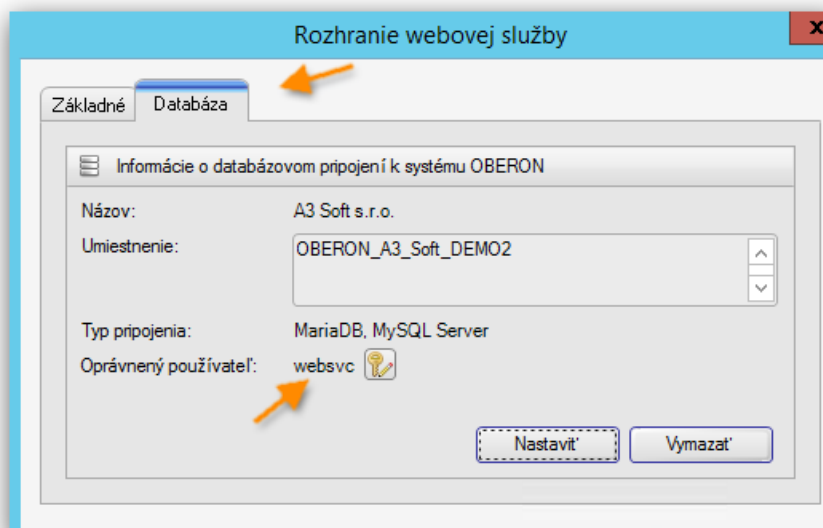 Rozhranie webovej služby
x
Základné
Databáza
Informácie o databázovom pripojení k systému OBERON
Názov: A3 Soft s.r.o.
Umiestnenie: OBERON_A3_Soft_DEMO2
Typ pripojenia: MariaDB, MySQL Server
Oprávnený používateľ: websvc
Nastaviť Vymazať